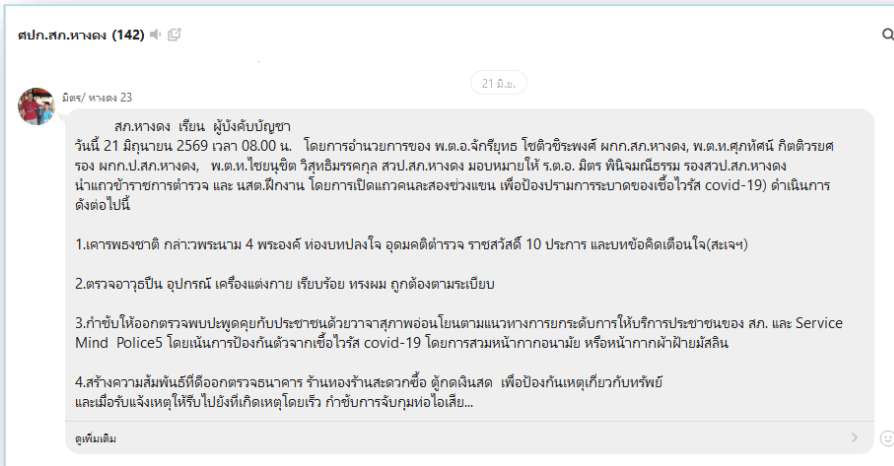 ศปก.สภ.หางดง (142)
21 มิ.ย.
มิตร/ หางดง 23
สภ.หางดง เรียน ผู้บังคับบัญชา
วันนี้ 21 มิถุนายน 2569 เวลา 08.00 น. โดยการอำนวยการของ พ.ต.อ.จักรียุทธ โชติวชิระพงศ์ ผกก.สภ.หางดง, พ.ต.ท.ศุภทัศน์ กิตติวรยศ
รอง ผกก.ป.สภ.หางดง, พ.ต.ท.ไชยนุชิต วิสุทธิมรรคกุล สวป.สภ.หางดง มอบหมายให้ ร.ต.อ. มิตร พินิจมณีธรรม รองสวป.สภ.หางดง
นำแถวข้าราชการตำรวจ และ นสต.ฝึกงาน โดยการเปิดแถวคนละสองช่วงแขน เพื่อป้องปรามการระบาดของเชื้อไวรัส covid-19) ดำเนินการ
ดังต่อไปนี้
1.เคารพธงชาติ กล่าวพระนาม 4 พระองค์ ท่องบทปลงใจ อุดมคติตำรวจ ราชสวัสดิ์ 10 ประการ และบทข้อคิดเตือนใจ(สะเจฯ)
2.ตรวจอาวุธปืน อุปกรณ์ เครื่องแต่งกาย เรียบร้อย ทรงผม ถูกต้องตามระเบียบ
3.กำชับให้ออกตรวจพบปะพูดคุยกับประชาชนด้วยวาจาสุภาพอ่อนโยนตามแนวทางการยกระดับการให้บริการประชาชนของ สภ. และ Service
Mind Police5 โดยเน้นการป้องกันตัวจากเชื้อไวรัส covid-19 โดยการสวมหน้ากากอนามัย หรือหน้ากากผ้าฝ้ายมัสลิน
4.สร้างความสัมพันธ์ที่ดีออกตรวจธนาคาร ร้านทองร้านสะดวกซื้อ ตู้กดเงินสด เพื่อป้องกันเหตุเกี่ยวกับทรัพย์
และเมื่อรับแจ้งเหตุให้รีบไปยังที่เกิดเหตุโดยเร็ว กำชับการจับกุมท่อไอเสีย...
ดูเพิ่มเติม